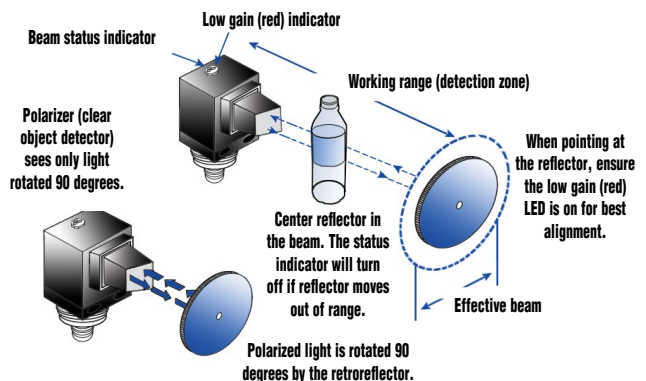 Low gain (red) indicator
Beam status indicator
Working range (detection zone)
Polarizer (clear
object detector)
sees only light
rotated 90 degrees.
When pointing at
the reflector, ensure
the low gain (red)
LED is on for best
alignment.
Center reflector in
the beam. The status
indicator will turn
off if reflector moves
out of range.
Effective beam
Polarized light is rotated 90
degrees by the retroreflector.